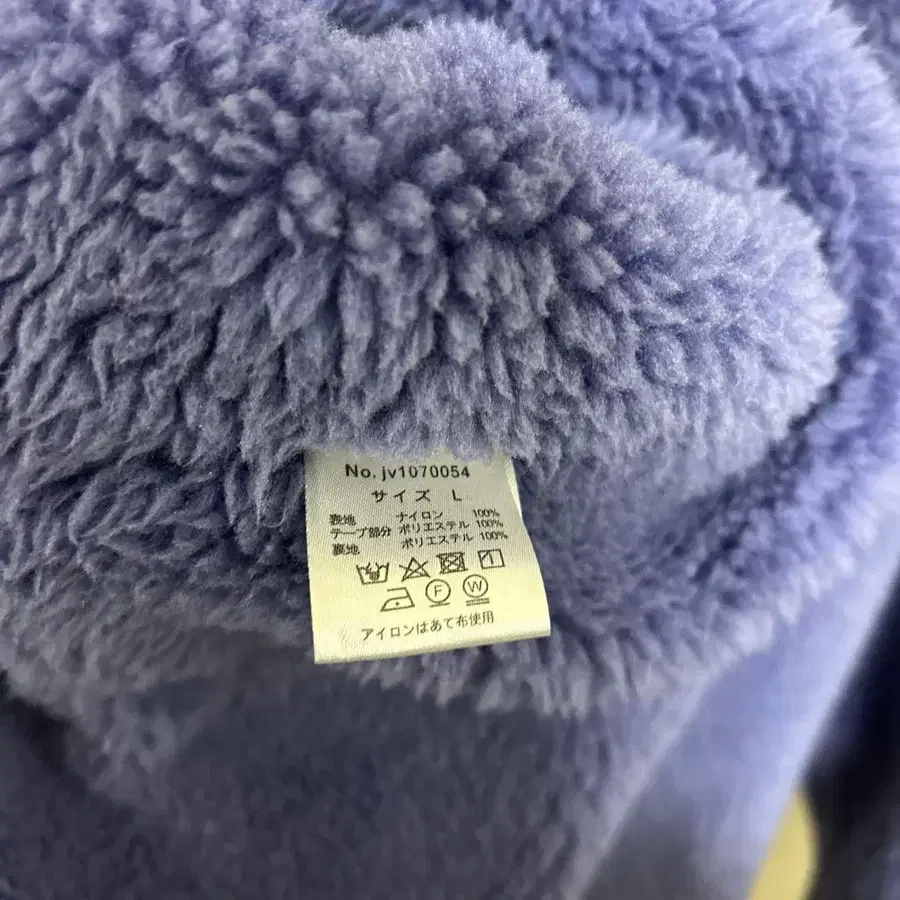 No. jv1070054
サイズ L
表地 ナイロン 100%
テープ部分 ポリエステル 100%
裏地 ポリエステル 100%
F W
アイロンはあて布使用